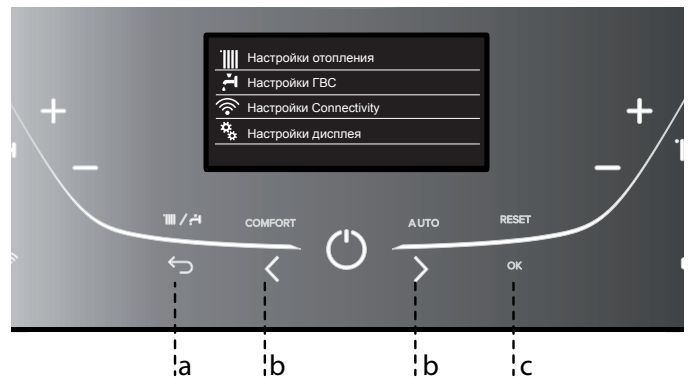 Настройки отопления
Настройки ГВС
Настройки Connectivity
Настройки дисплея
+ +
− −
/ COMFORT AUTO RESET
OK
a b b c